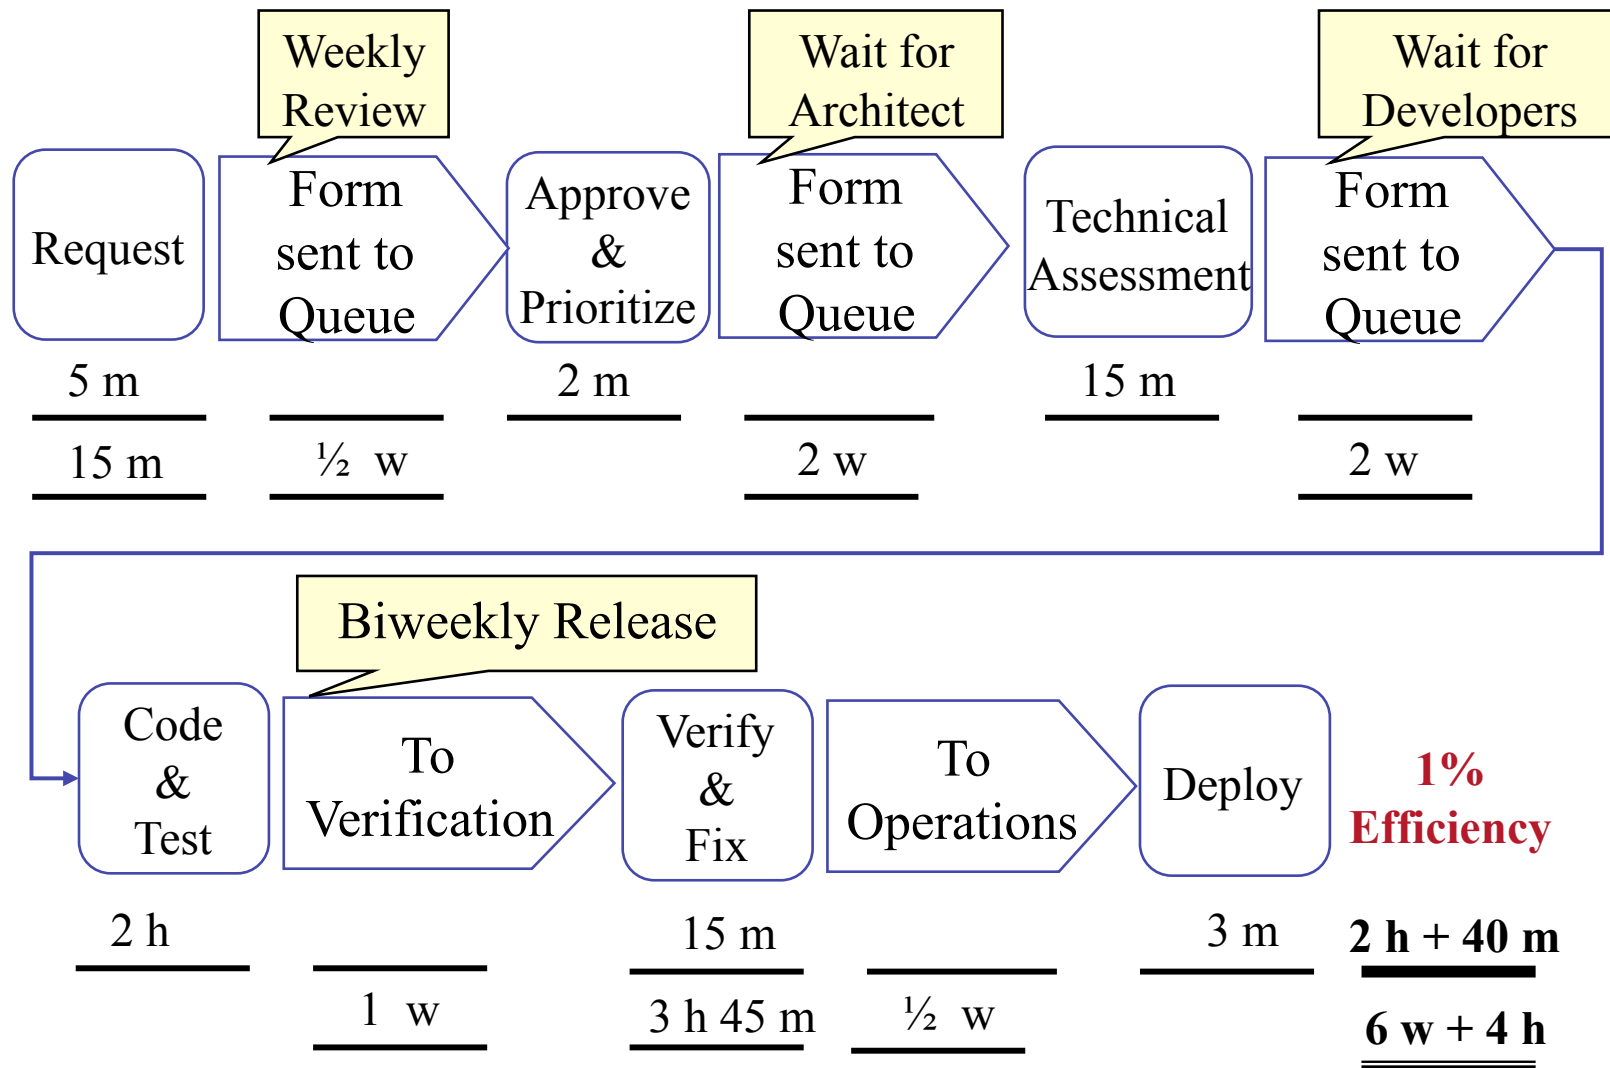 Weekly
Review
Wait for
Architect
Wait for
Developers
Request
Form
sent to
Queue
Approve
&
Prioritize
Form
sent to
Queue
Technical
Assessment
Form
sent to
Queue
5 m
2 m
15 m
15 m
½ w
2 w
2 w
Biweekly Release
Code
&
Test
To
Verification
Verify
&
Fix
To
Operations
Deploy
1%
Efficiency
2 h
15 m
3 m
2 h + 40 m
1 w
3 h 45 m
½ w
6 w + 4 h